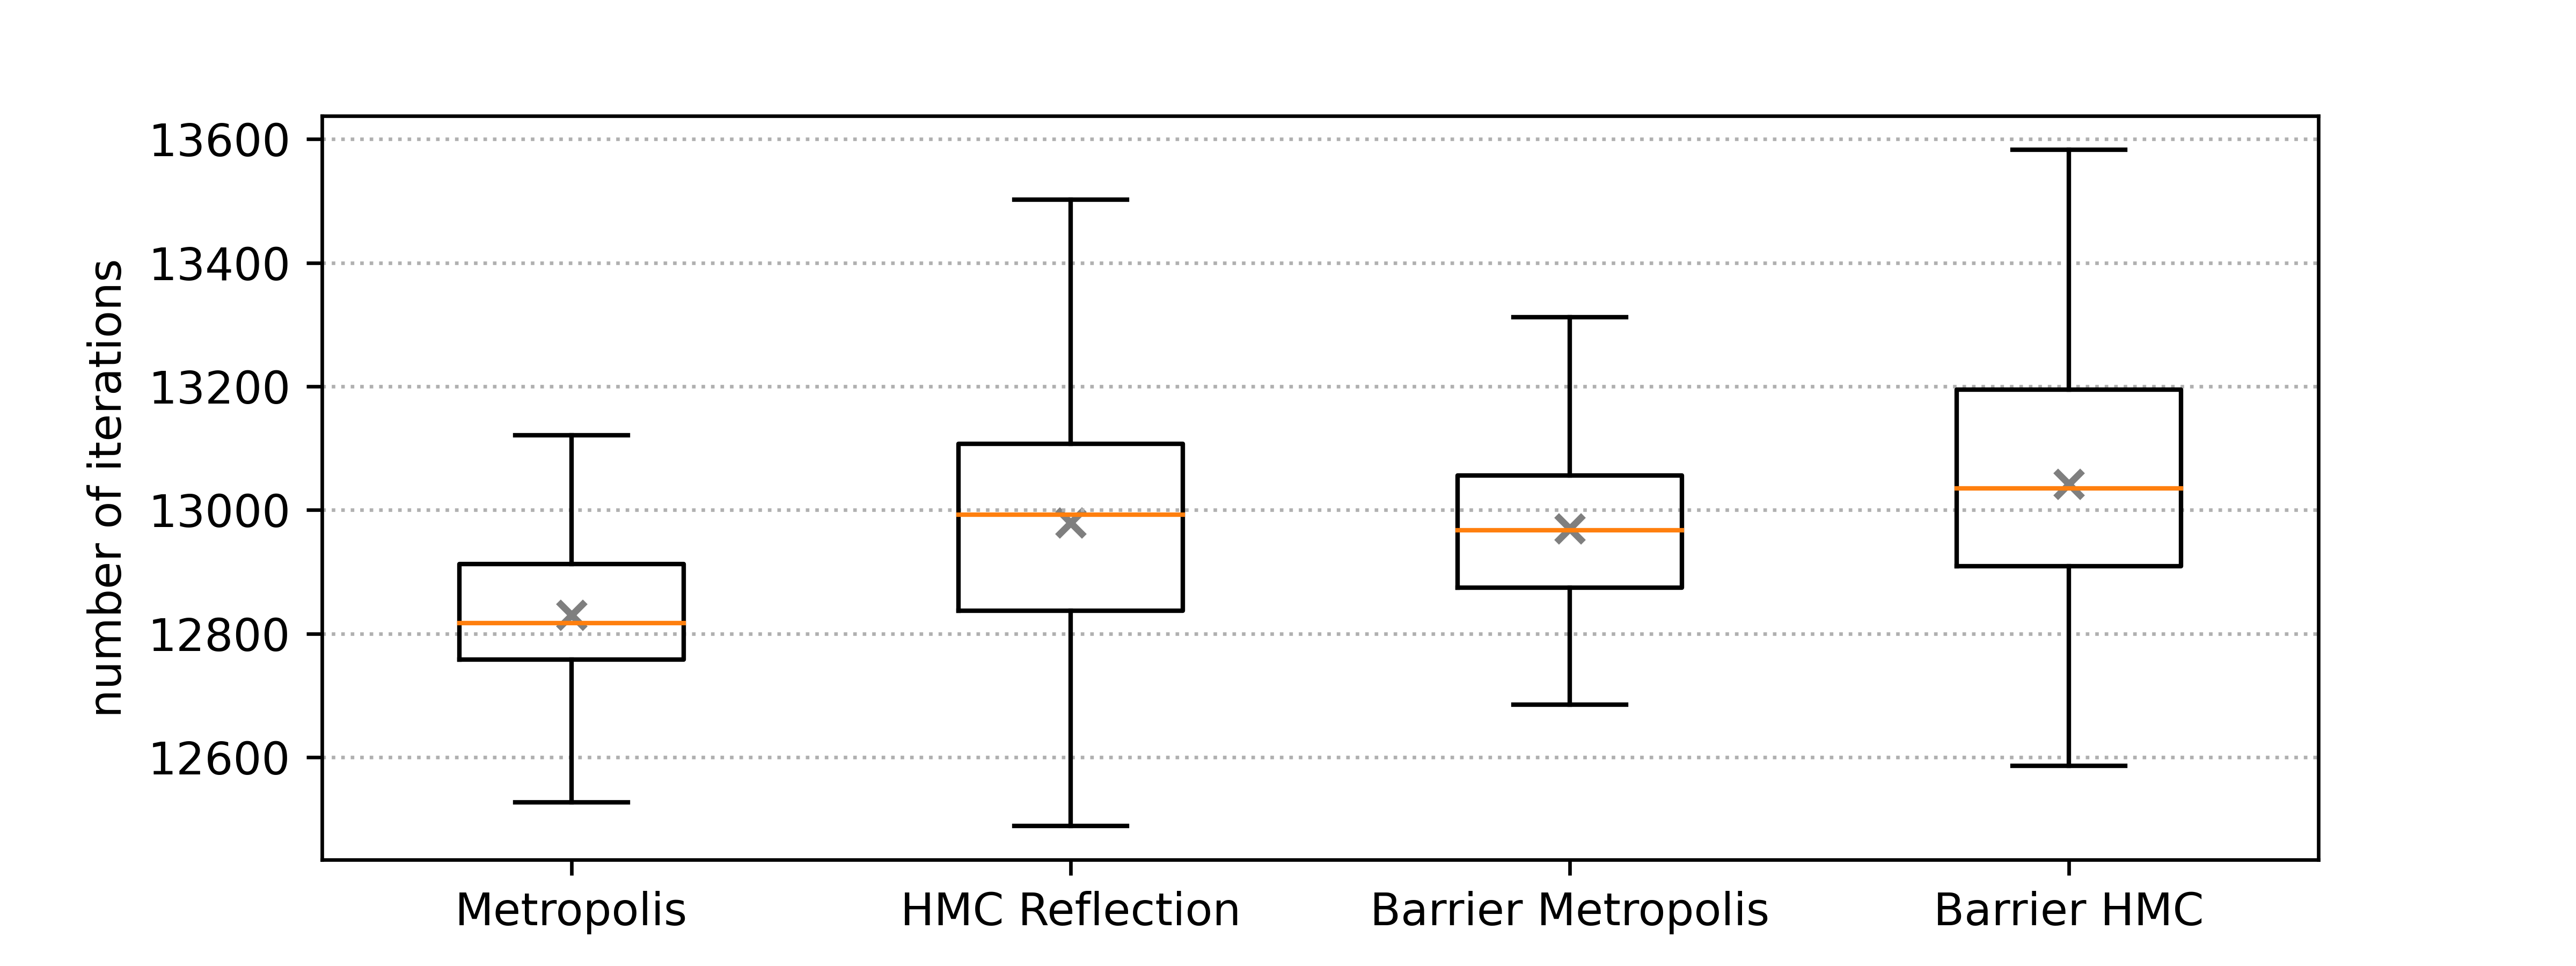 number of iterations
13600
13400
13200
13000
12800
12600
Metropolis
HMC Reflection
Barrier Metropolis
Barrier HMC